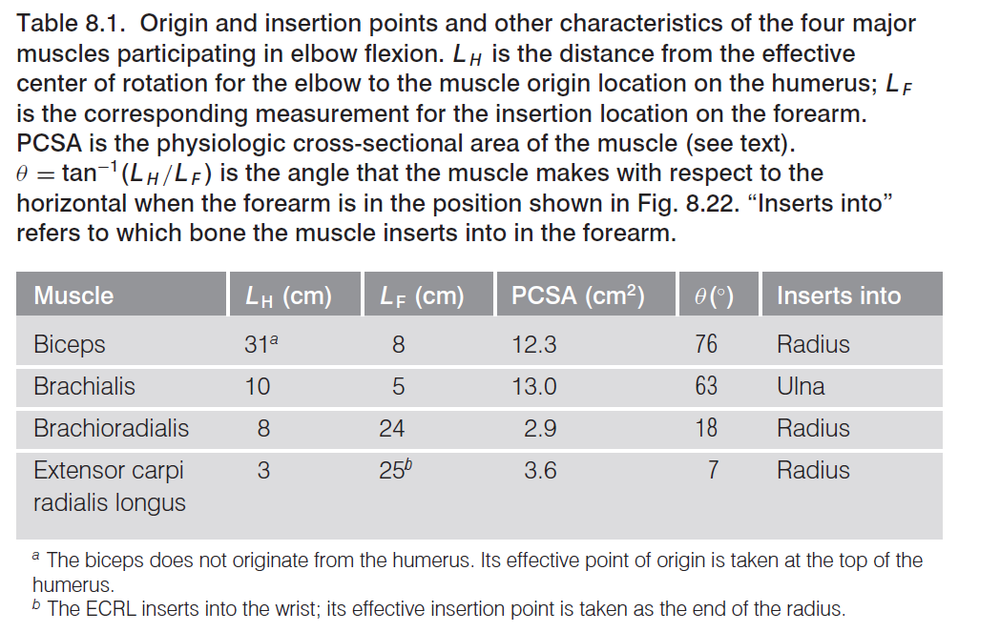 Table 8.1. Origin and insertion points and other characteristics of the four major
muscles participating in elbow flexion. L_H is the distance from the effective
center of rotation for the elbow to the muscle origin location on the humerus; L_F
is the corresponding measurement for the insertion location on the forearm.
PCSA is the physiologic cross-sectional area of the muscle (see text).
θ = tan⁻¹(L_H/L_F) is the angle that the muscle makes with respect to the
horizontal when the forearm is in the position shown in Fig. 8.22. “Inserts into”
refers to which bone the muscle inserts into in the forearm.
Muscle L_H (cm) L_F (cm) PCSA (cm²) θ(°) Inserts into
Biceps 31ᵃ 8 12.3 76 Radius
Brachialis 10 5 13.0 63 Ulna
Brachioradialis 8 24 2.9 18 Radius
Extensor carpi 3 25ᵇ 3.6 7 Radius
radialis longus
ᵃ The biceps does not originate from the humerus. Its effective point of origin is taken at the top of the
humerus.
ᵇ The ECRL inserts into the wrist; its effective insertion point is taken as the end of the radius.